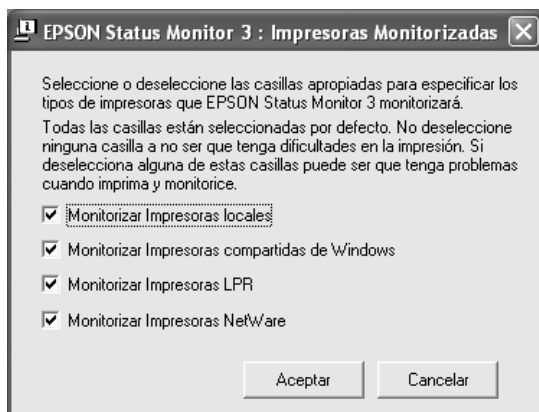 EPSON Status Monitor 3 : Impresoras Monitorizadas
Seleccione o deseleccione las casillas apropiadas para especificar los
tipos de impresoras que EPSON Status Monitor 3 monitorizará.
Todas las casillas están seleccionadas por defecto. No deseleccione
ninguna casilla a no ser que tenga dificultades en la impresión. Si
deselecciona alguna de estas casillas puede ser que tenga problemas
cuando imprima y monitorice.
Monitorizar Impresoras locales
Monitorizar Impresoras compartidas de Windows
Monitorizar Impresoras LPR
Monitorizar Impresoras NetWare
Aceptar Cancelar